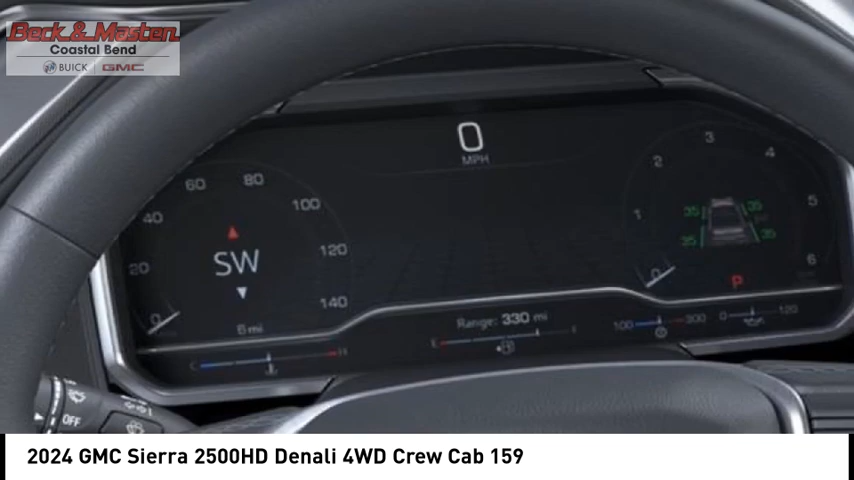 Beck & Masten
Coastal Bend
BUICK | GMC
0
MPH
60 80
40 100
20 120
0 140
SW
6 mi
C H
Range: 330 mi
E F
3
2 4
1 5
0 6
35 35
35 35
P
100 300
0 120
OFF
2024 GMC Sierra 2500HD Denali 4WD Crew Cab 159